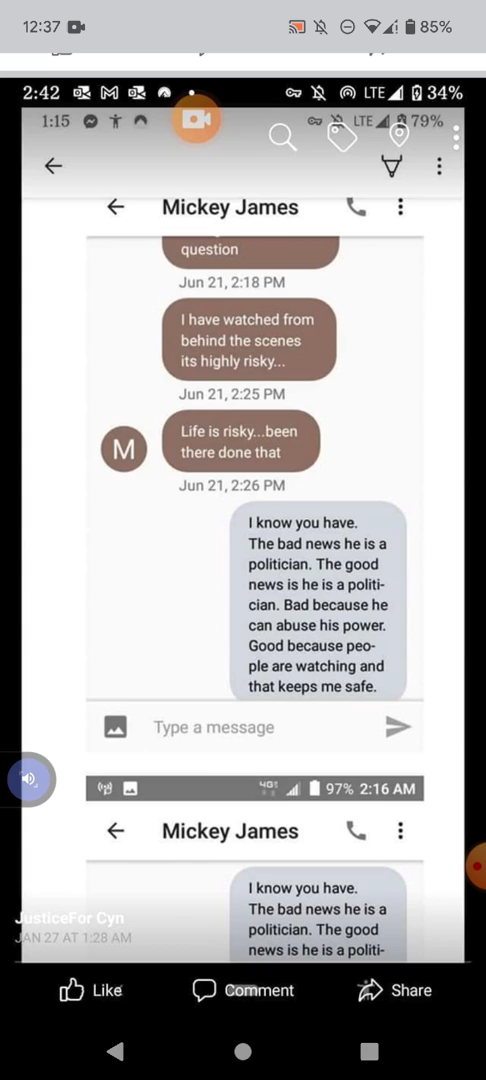 12:37
85%
2:42
LTE
34%
1:15
LTE
79%
Mickey James
question
Jun 21, 2:18 PM
I have watched from
behind the scenes
its highly risky...
Jun 21, 2:25 PM
M
Life is risky...been
there done that
Jun 21, 2:26 PM
I know you have.
The bad news he is a
politician. The good
news is he is a politi-
cian. Bad because he
can abuse his power.
Good because peo-
ple are watching and
that keeps me safe.
Type a message
97% 2:16 AM
Mickey James
I know you have.
The bad news he is a
politician. The good
news is he is a politi-
JusticeFor Cyn
JAN 27 AT 1:28 AM
Like
Comment
Share